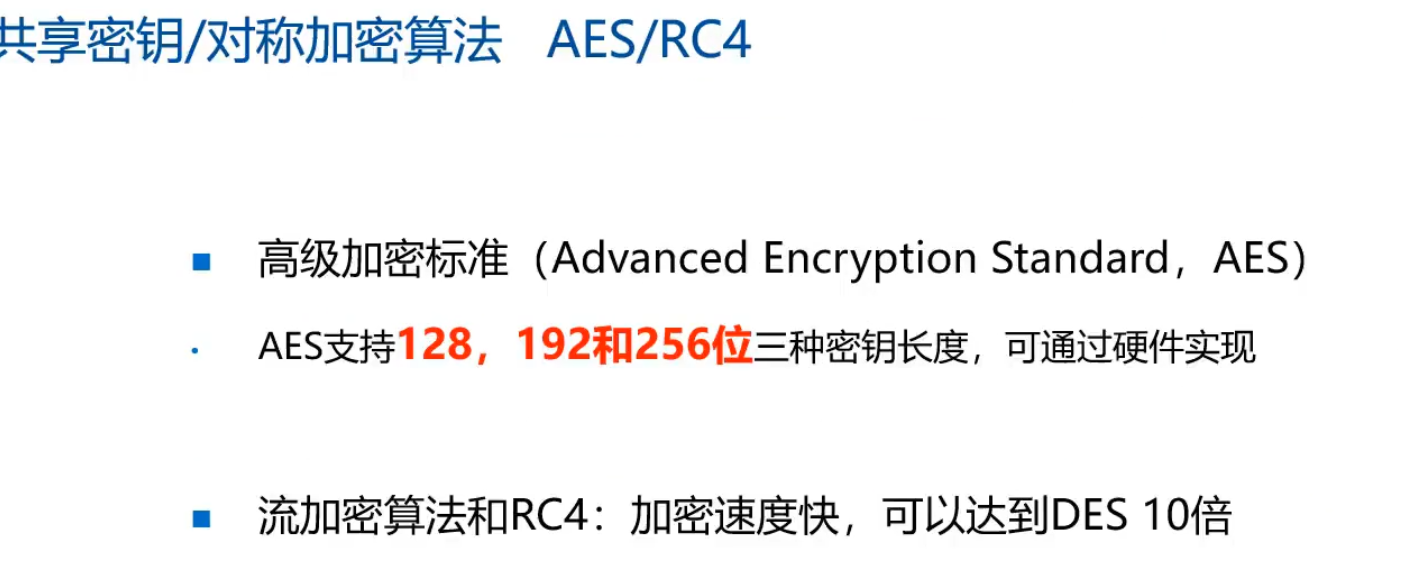 共享密钥/对称加密算法 AES/RC4
高级加密标准（Advanced Encryption Standard，AES）
AES支持128，192和256位三种密钥长度，可通过硬件实现
流加密算法和RC4：加密速度快，可以达到DES 10倍